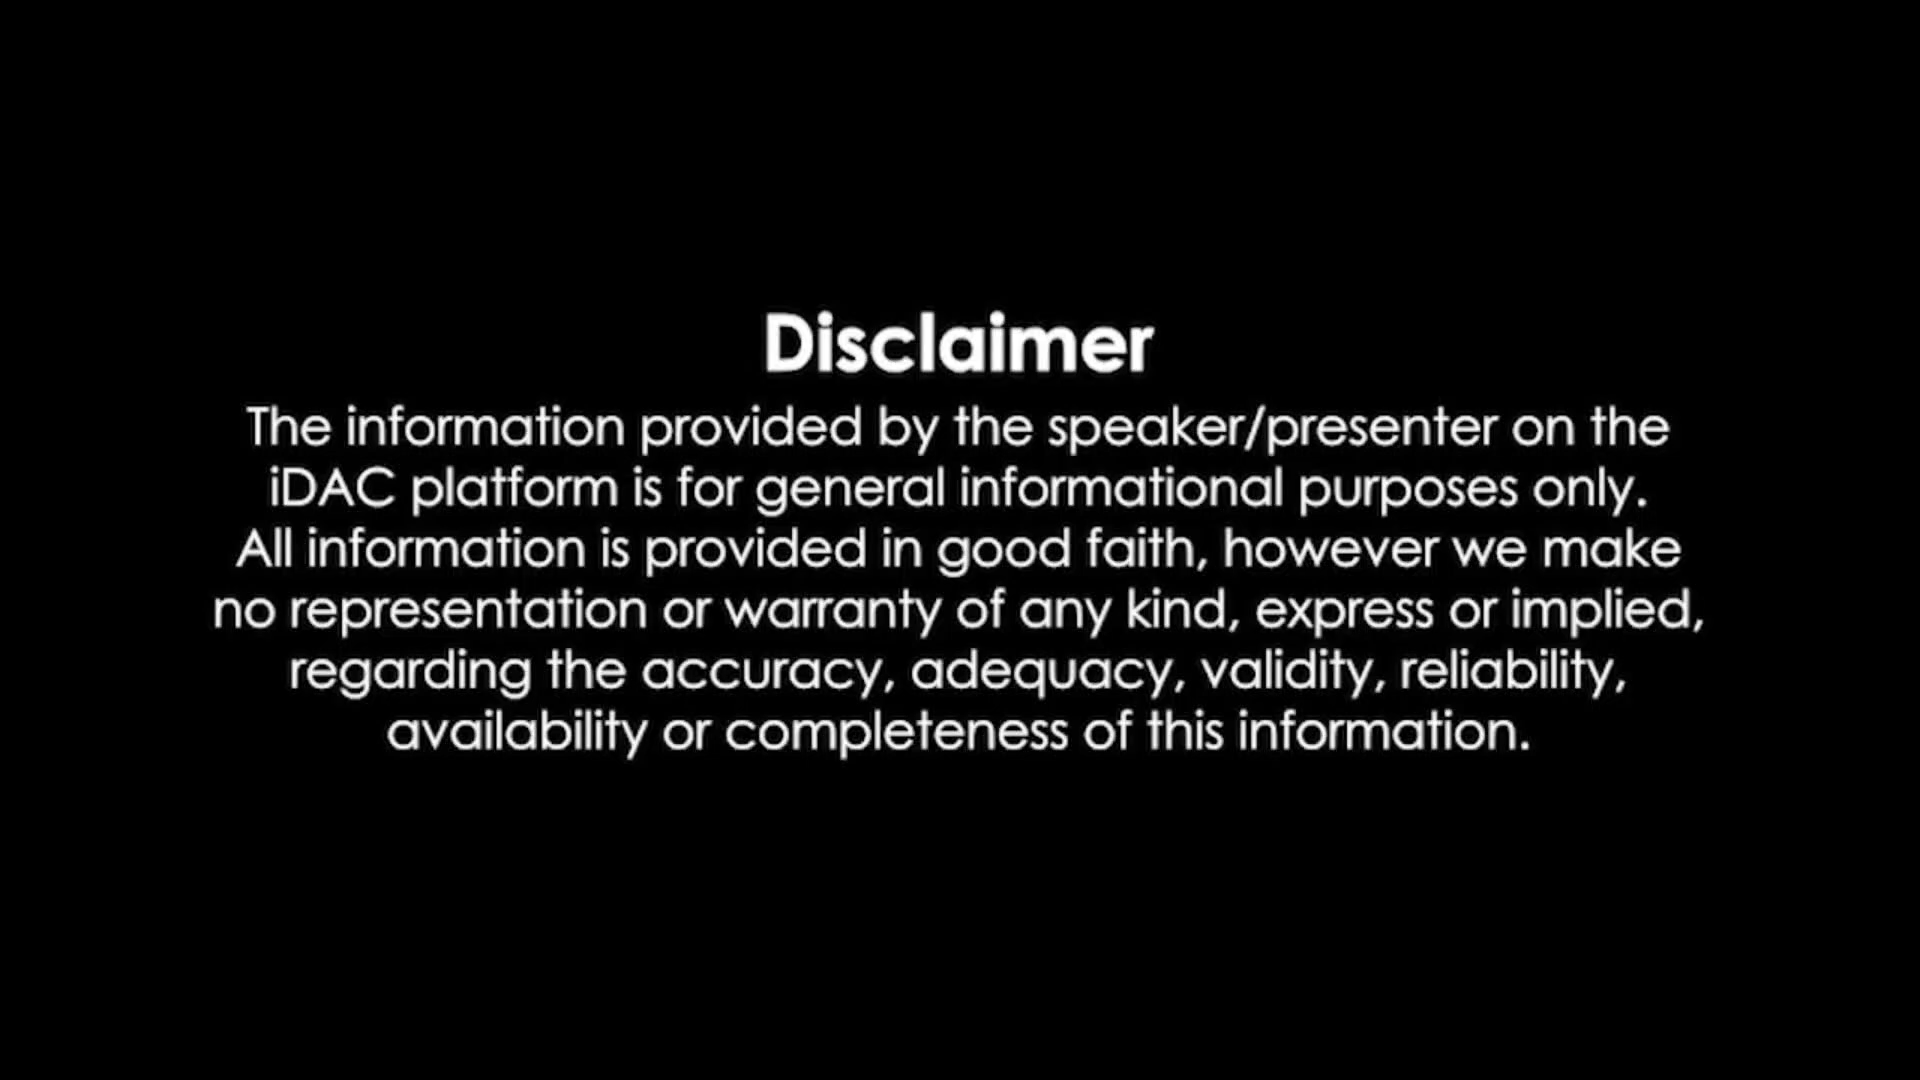 Disclaimer
The information provided by the speaker/presenter on the
iDAC platform is for general informational purposes only.
All information is provided in good faith, however we make
no representation or warranty of any kind, express or implied,
regarding the accuracy, adequacy, validity, reliability,
availability or completeness of this information.